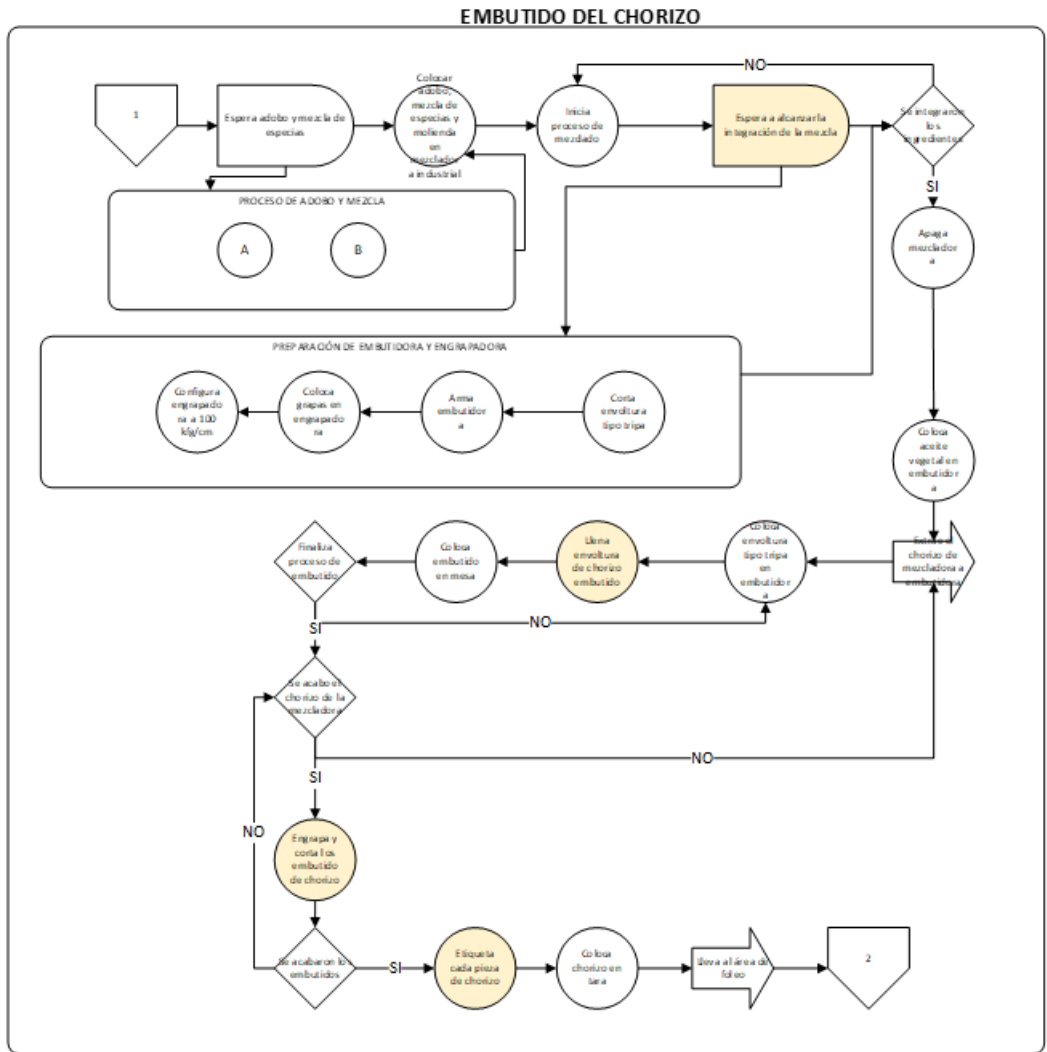 EMBUTIDO DEL CHORIZO
1
Espera adobo y mezcla de
especias
Colocar
adobo,
mezcla de
especias y
molienda
en
mezclador
a industrial
Inicia
proceso de
mezclado
NO
Espera a alcanzar la
integración de la mezcla
Se integraron
los
ingredientes
SI
PROCESO DE ADOBO Y MEZCLA
A
B
Apaga
mezclador
a
PREPARACIÓN DE EMBUTIDORA Y ENGRAPADORA
Configura
engrapado
ra a 100
kfg/cm
Coloca
grapas en
engrapado
ra
Arma
embutidor
a
Corta
envoltura
tipo tripa
Coloca
aceite
vegetal en
embutidor
a
Finaliza
proceso de
embutido
Coloca
embutido
en mesa
Llena
envoltura
de chorizo
embutido
Coloca
envoltura
tipo tripa
en
embutidor
a
chorizo de
mezcladora a
embutidora
SI
NO
Se acabo el
chorizo de la
mezcladora
NO
SI
NO
Engrapa y
corta los
embutido
de chorizo
Se acabaron los
embutidos
SI
Etiqueta
cada pieza
de chorizo
Coloca
chorizo en
tara
Lleva al área de
foleo
2